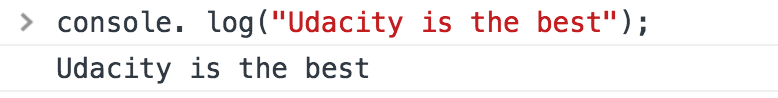 > console. log("Udacity is the best");
Udacity is the best